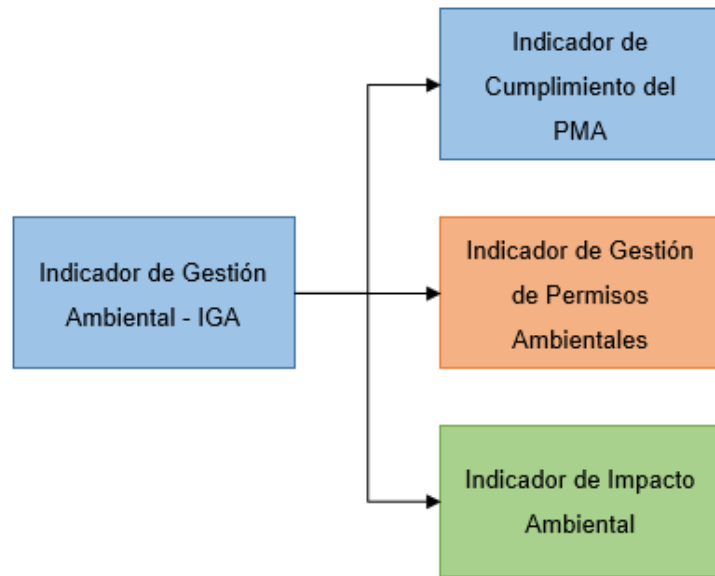 Indicador de
Cumplimiento del
PMA
Indicador de Gestión
Ambiental - IGA
Indicador de Gestión
de Permisos
Ambientales
Indicador de Impacto
Ambiental